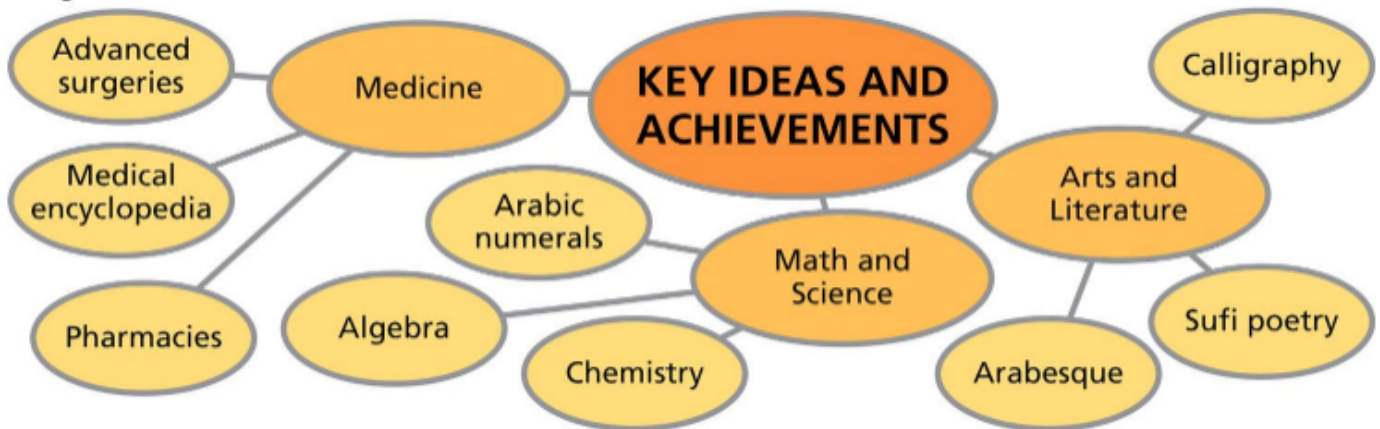 KEY IDEAS AND
ACHIEVEMENTS
Medicine
Advanced
surgeries
Medical
encyclopedia
Pharmacies
Math and
Science
Arabic
numerals
Algebra
Chemistry
Arts and
Literature
Calligraphy
Sufi poetry
Arabesque